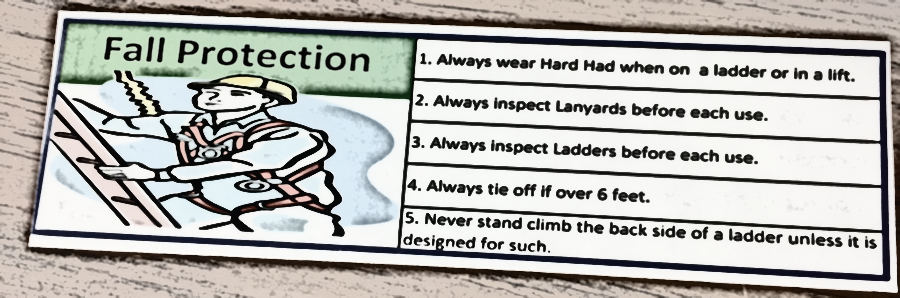 Fall Protection
1. Always wear Hard Had when on a ladder or in a lift.
2. Always inspect Lanyards before each use.
3. Always inspect Ladders before each use.
4. Always tie off if over 6 feet.
5. Never stand climb the back side of a ladder unless it is
designed for such.